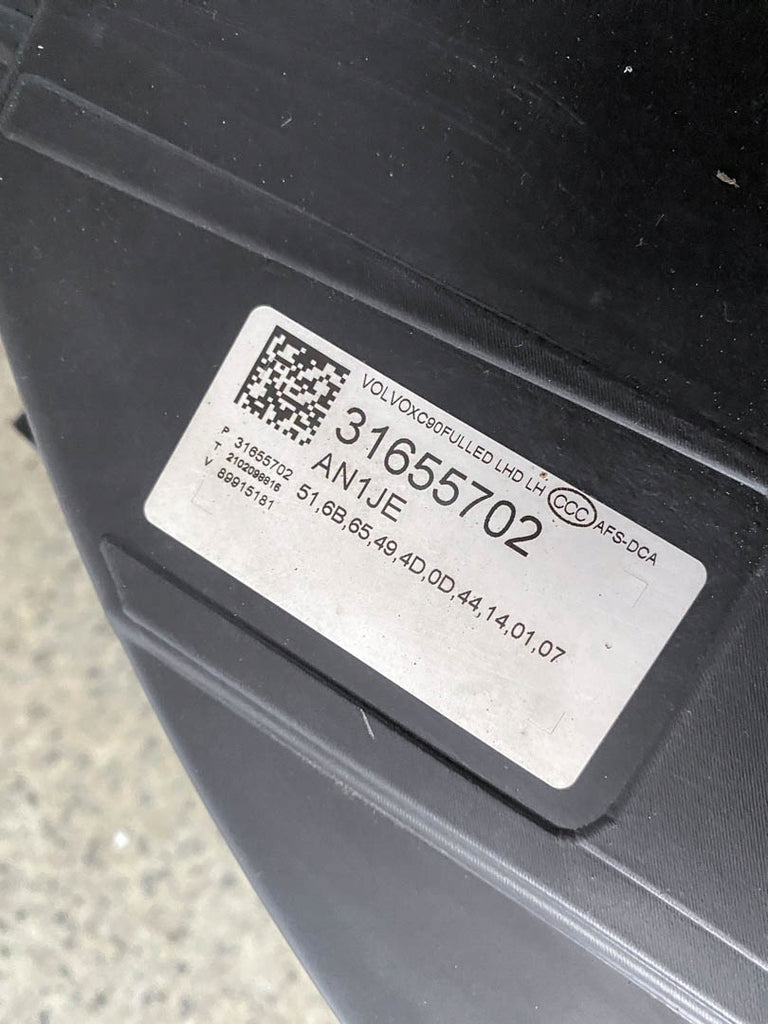 VOLVOXC90FULLED LHD LH CCC AFS-DCA
31655702
AN1JE
51,6B,65,49,4D,0D,44,14,01,07
P 31655702
T 2102098816
V 89915181